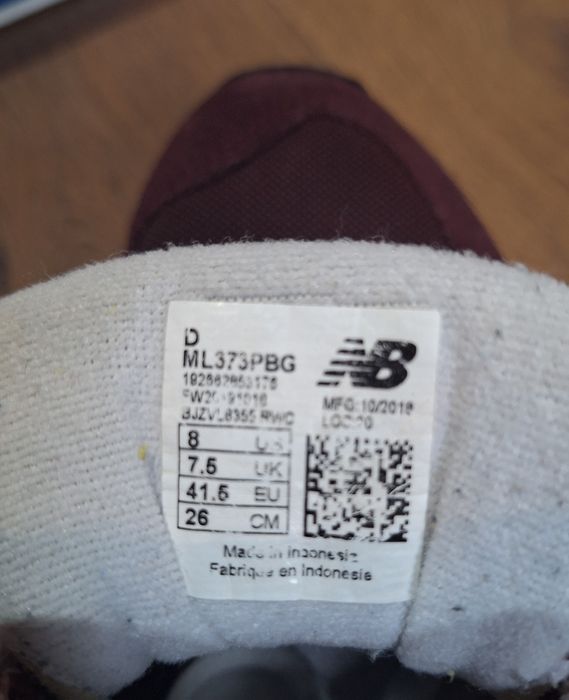 D
ML373PBG
NB
MFG:10/2018
8 US
7.5 UK
41.5 EU
26 CM
Made in Indonesia
Fabriqué en Indonesie